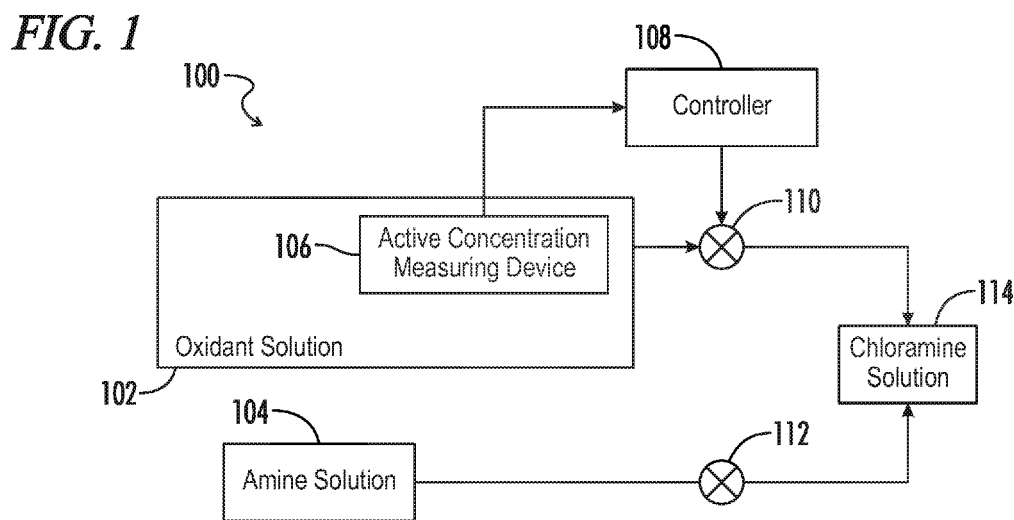 FIG. 1
100
108
Controller
110
106
Active Concentration
Measuring Device
Oxidant Solution
102
114
Chloramine
Solution
104
Amine Solution
112